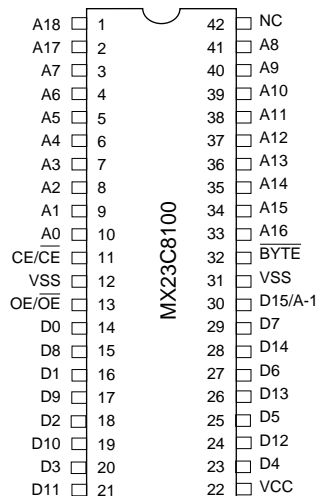 A18 1 42 NC
A17 2 41 A8
A7 3 40 A9
A6 4 39 A10
A5 5 38 A11
A4 6 37 A12
A3 7 36 A13
A2 8 35 A14
A1 9 34 A15
A0 10 33 A16
CE/C̅E̅ 11 32 B̅Y̅T̅E̅
VSS 12 31 VSS
OE/O̅E̅ 13 30 D15/A-1
D0 14 29 D7
D8 15 28 D14
D1 16 27 D6
D9 17 26 D13
D2 18 25 D5
D10 19 24 D12
D3 20 23 D4
D11 21 22 VCC
MX23C8100